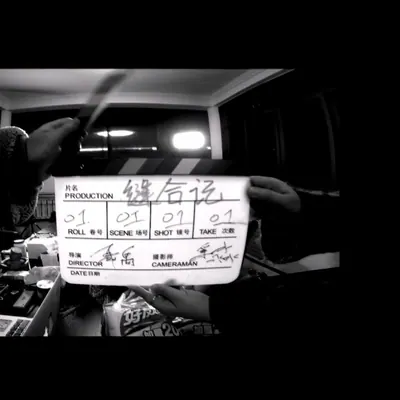 片名
PRODUCTION 缝合记
01 01 01 01
ROLL 卷号 SCENE 场号 SHOT 镜号 TAKE 次数
导演 摄影师
DIRECTOR CAMERAMAN
DATE日期